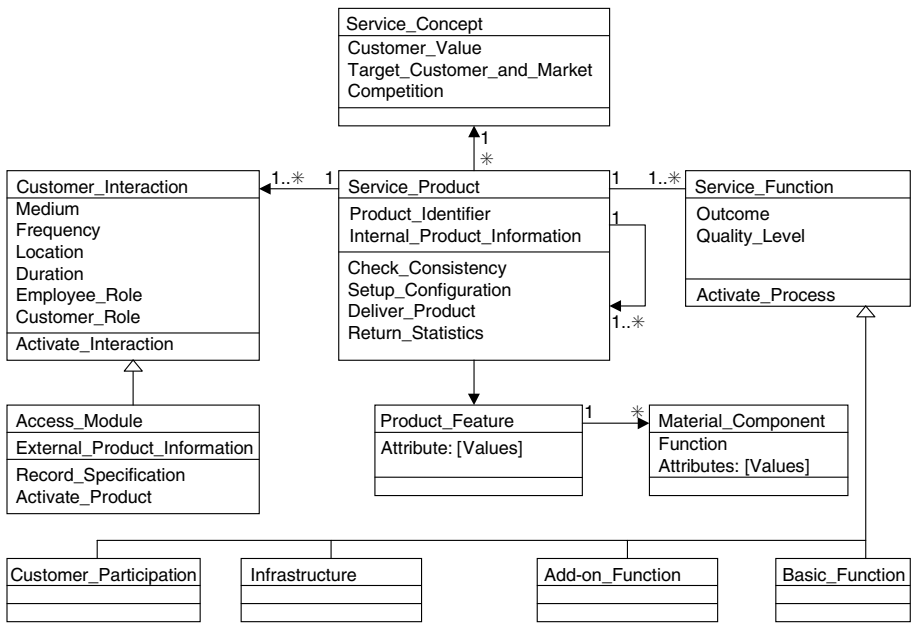 Service_Concept
Customer_Value
Target_Customer_and_Market
Competition
1
✳
Customer_Interaction
Medium
Frequency
Location
Duration
Employee_Role
Customer_Role
Activate_Interaction
1..✳
1
Service_Product
Product_Identifier
Internal_Product_Information
Check_Consistency
Setup_Configuration
Deliver_Product
Return_Statistics
1
1..✳
1
1..✳
Service_Function
Outcome
Quality_Level
Activate_Process
Access_Module
External_Product_Information
Record_Specification
Activate_Product
Product_Feature
Attribute: [Values]
1
✳
Material_Component
Function
Attributes: [Values]
Customer_Participation
Infrastructure
Add-on_Function
Basic_Function